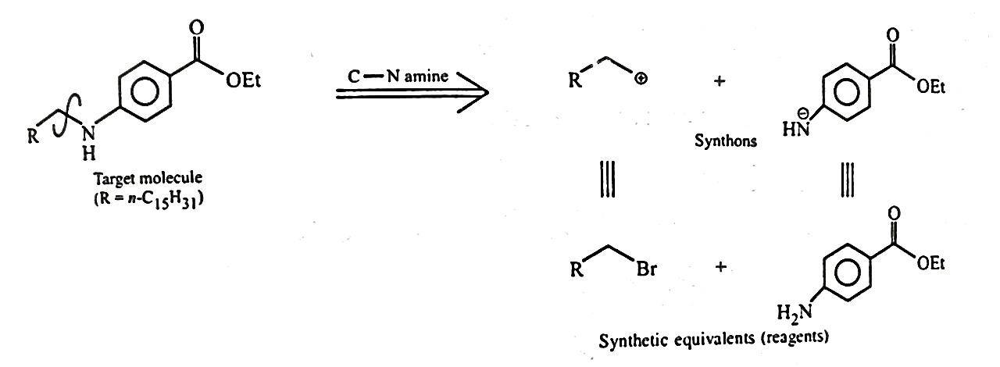 O
OEt
R
N
H
Target molecule
(R = n-C15H31)
C—N amine
R
⊕
+
O
OEt
⊖
HN
Synthons
R
Br
+
O
OEt
H2N
Synthetic equivalents (reagents)